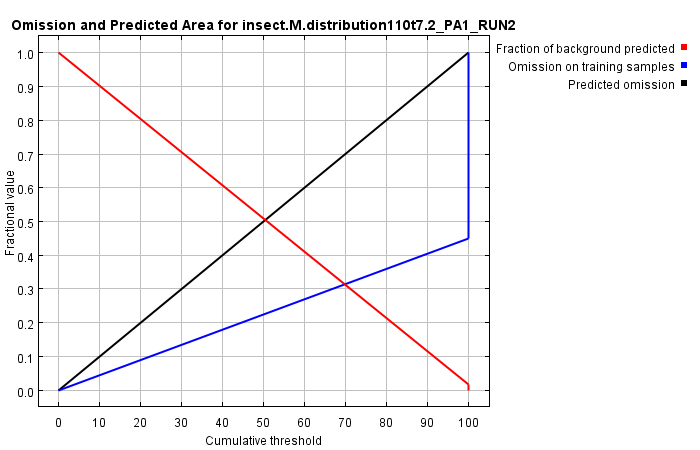 Omission and Predicted Area for insect.M.distribution110t7.2_PA1_RUN2
Fraction of background predicted
Omission on training samples
Predicted omission
Fractional value
1.0
0.9
0.8
0.7
0.6
0.5
0.4
0.3
0.2
0.1
0.0
0 10 20 30 40 50 60 70 80 90 100
Cumulative threshold